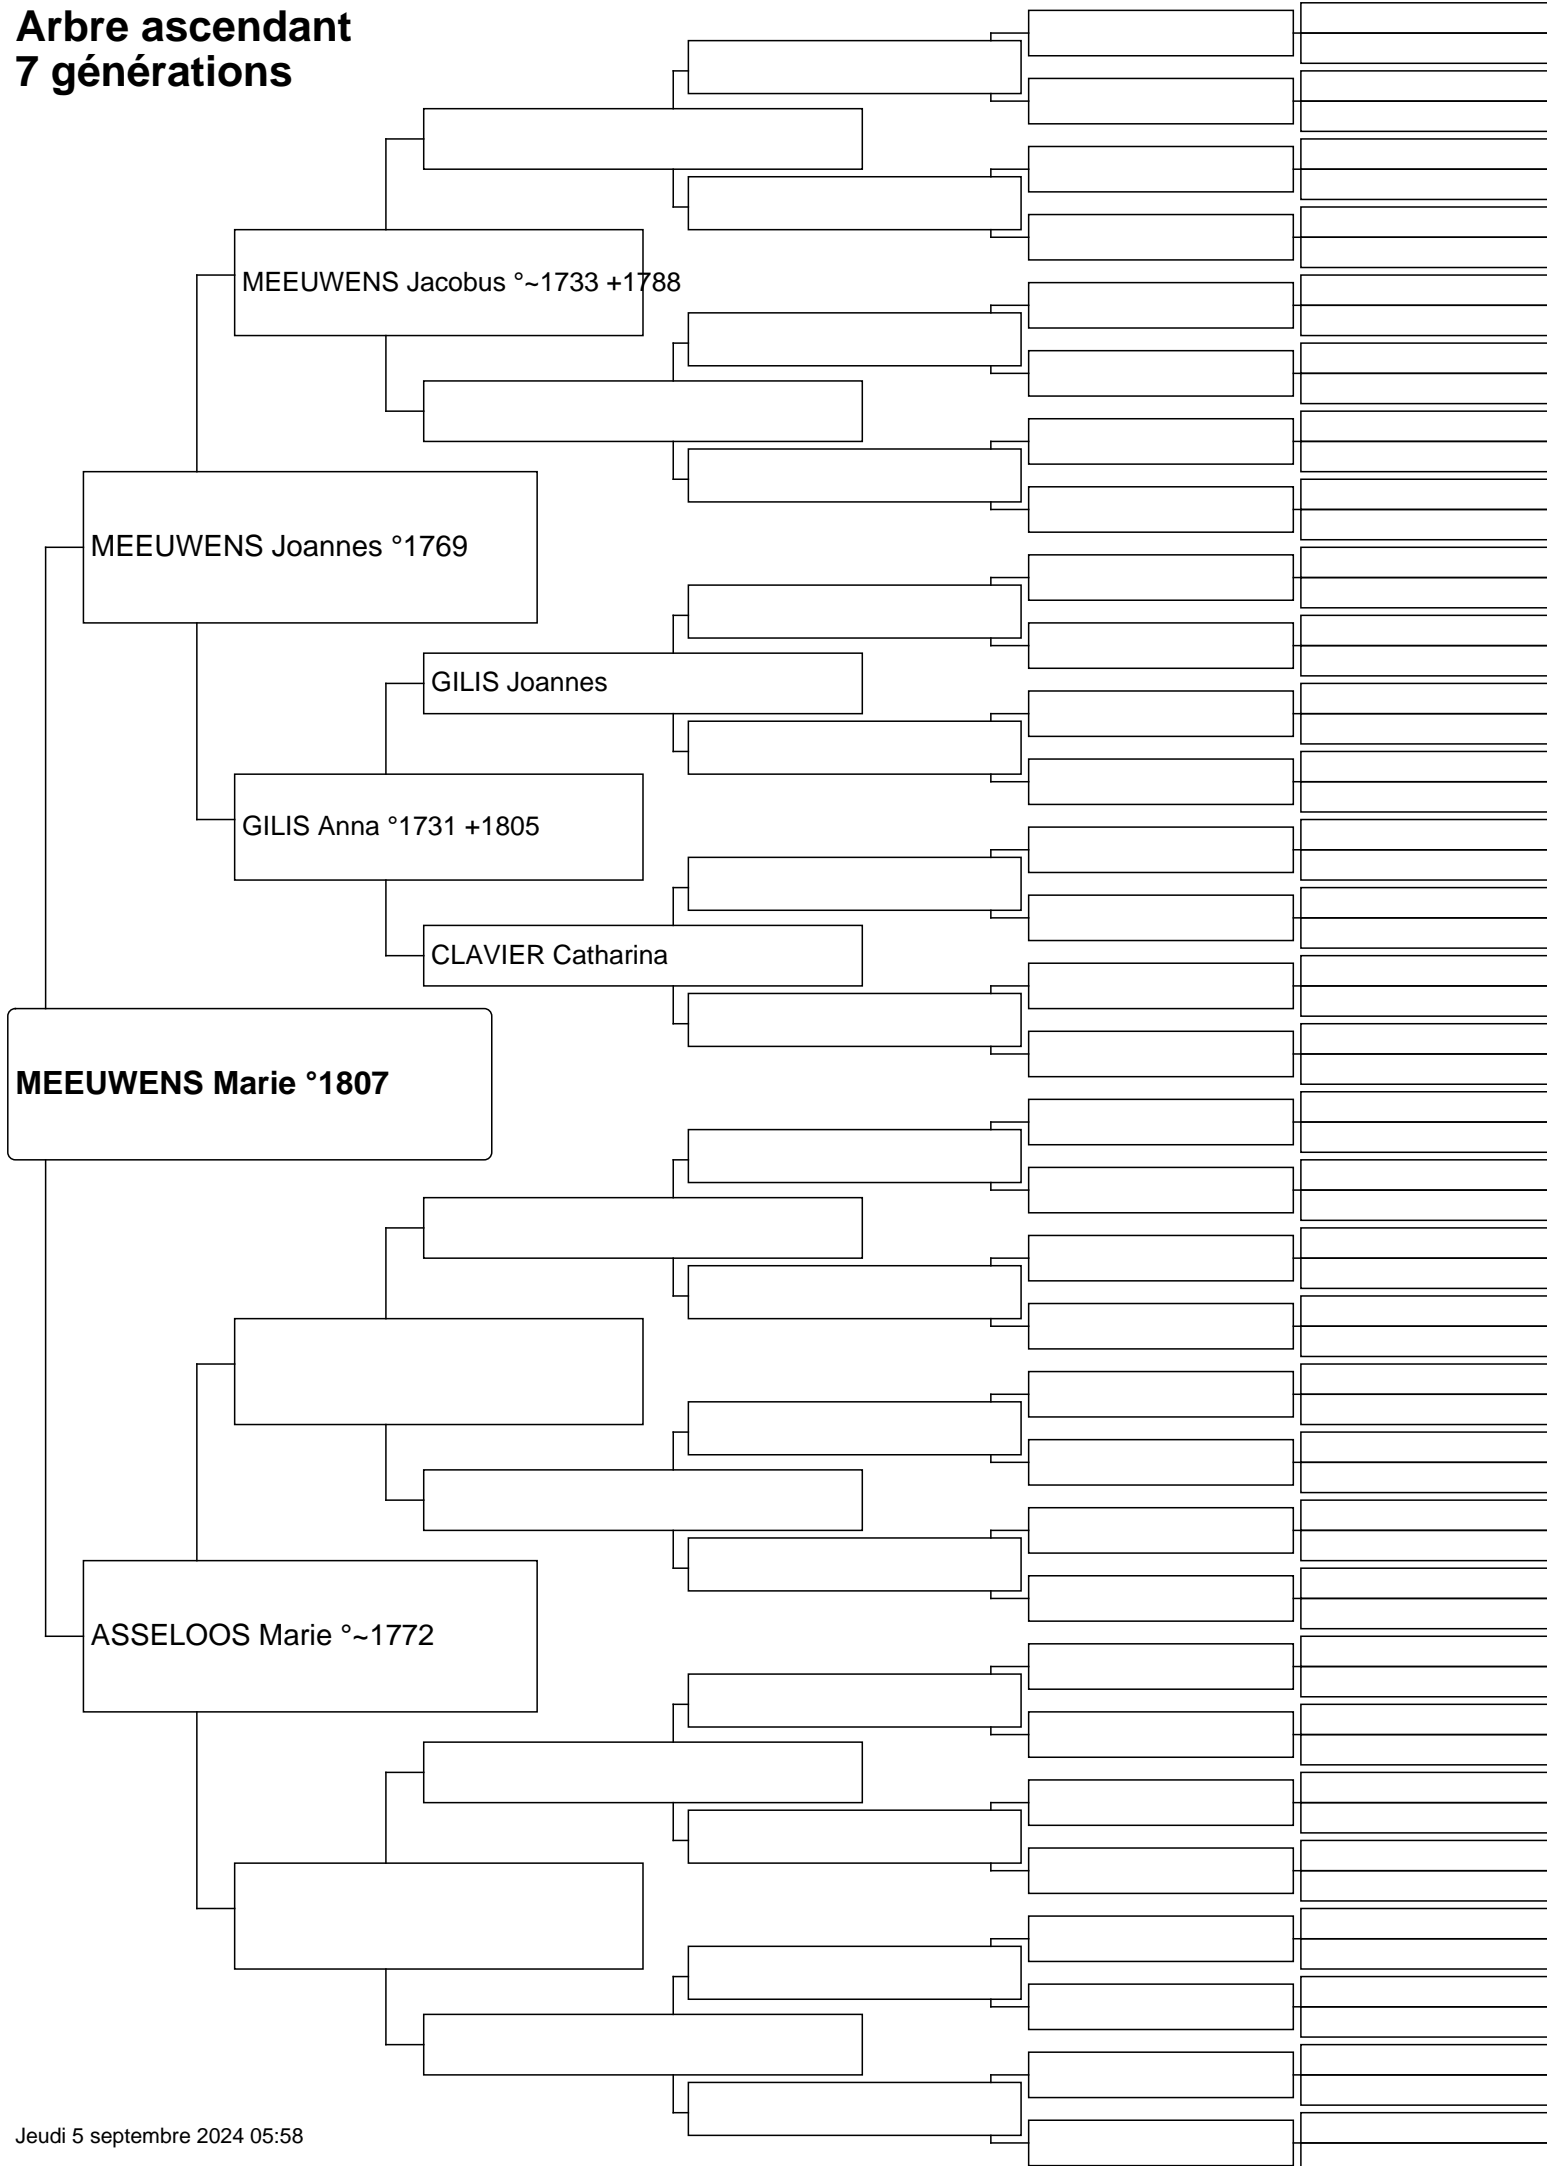 Arbre ascendant
7 générations
MEEUWENS Jacobus °~1733 +1788
MEEUWENS Joannes °1769
GILIS Joannes
GILIS Anna °1731 +1805
CLAVIER Catharina
MEEUWENS Marie °1807
ASSELOOS Marie °~1772
Jeudi 5 septembre 2024 05:58